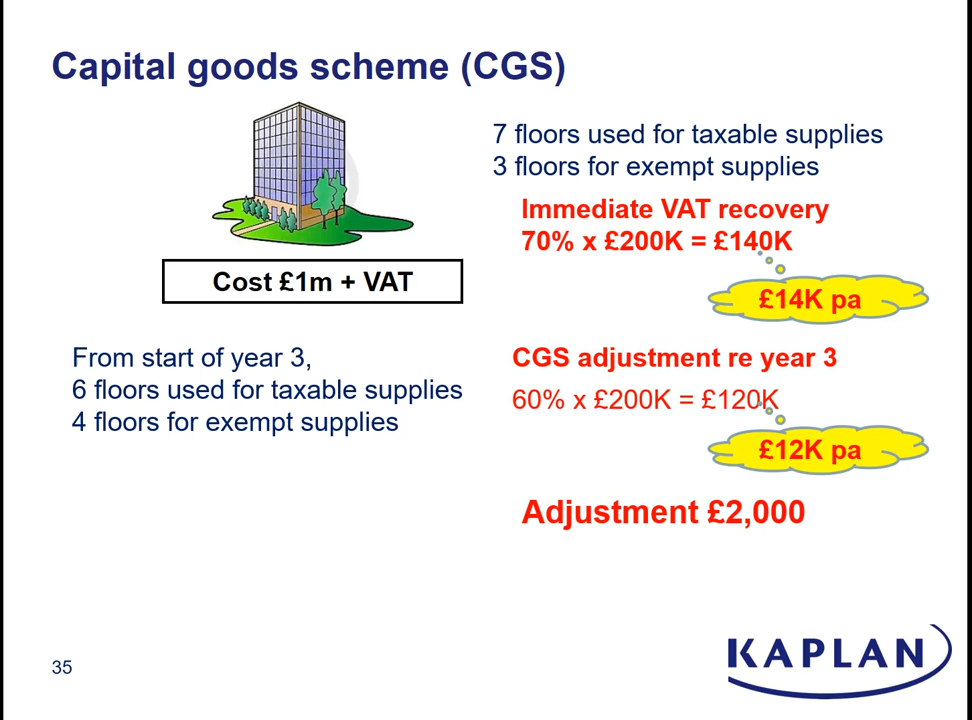 Capital goods scheme (CGS)
7 floors used for taxable supplies
3 floors for exempt supplies
Immediate VAT recovery
70% x £200K = £140K
Cost £1m + VAT
£14K pa
From start of year 3,
6 floors used for taxable supplies
4 floors for exempt supplies
CGS adjustment re year 3
60% x £200K = £120K
£12K pa
Adjustment £2,000
35
KAPLAN